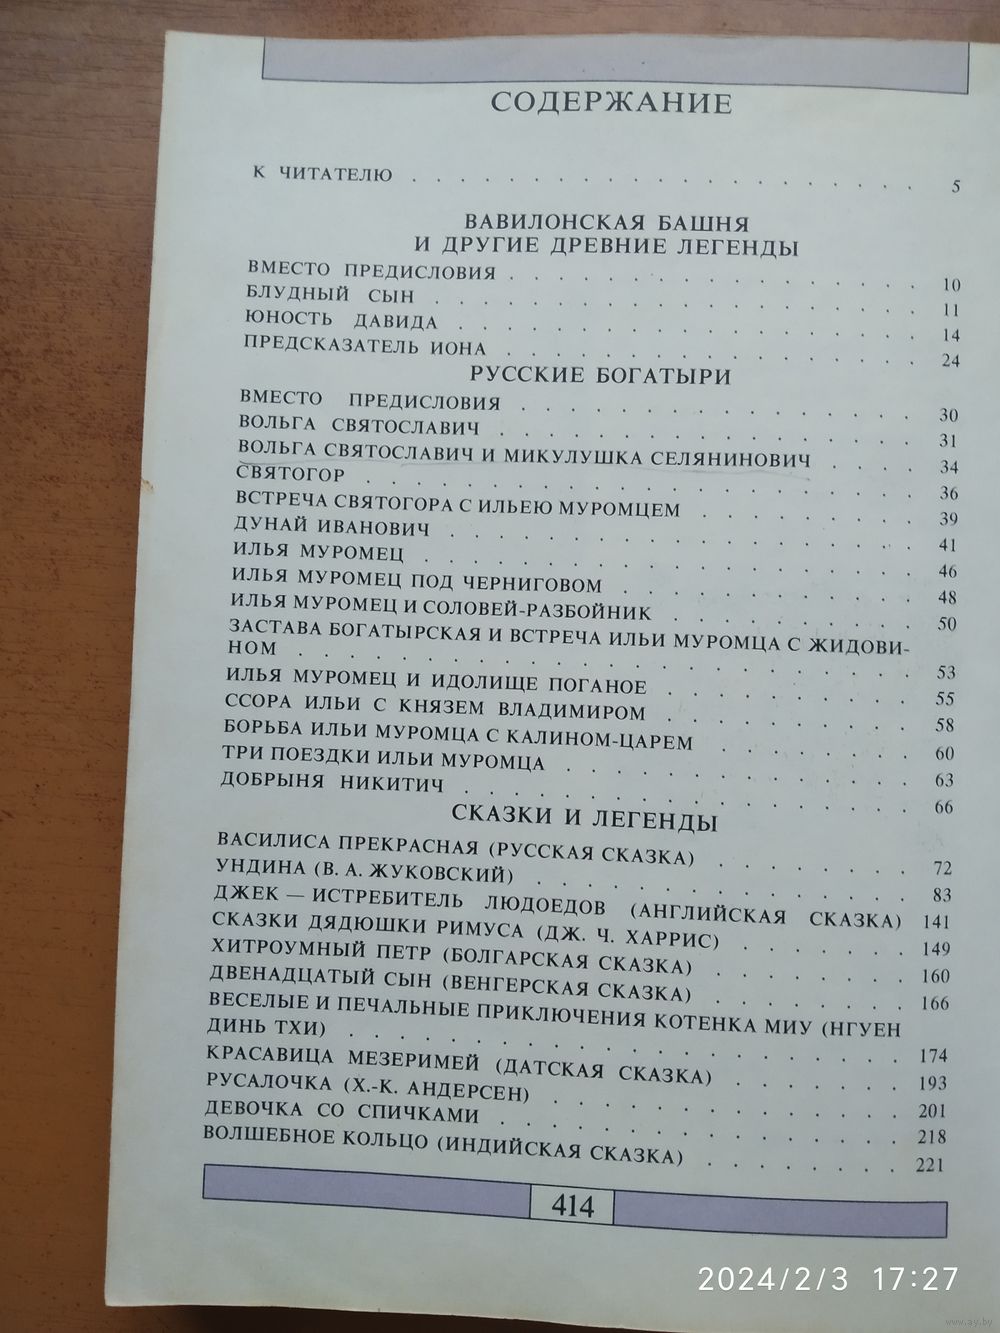 СОДЕРЖАНИЕ
К ЧИТАТЕЛЮ . . . . . . . . . . . . . . . . . . . . . 5
ВАВИЛОНСКАЯ БАШНЯ
И ДРУГИЕ ДРЕВНИЕ ЛЕГЕНДЫ
ВМЕСТО ПРЕДИСЛОВИЯ . . . . . . . . . . . . . . . . . 10
БЛУДНЫЙ СЫН . . . . . . . . . . . . . . . . . . . . 11
ЮНОСТЬ ДАВИДА . . . . . . . . . . . . . . . . . . . 14
ПРЕДСКАЗАТЕЛЬ ИОНА . . . . . . . . . . . . . . . . . 24
РУССКИЕ БОГАТЫРИ
ВМЕСТО ПРЕДИСЛОВИЯ . . . . . . . . . . . . . . . . 30
ВОЛЬГА СВЯТОСЛАВИЧ . . . . . . . . . . . . . . . . . 31
ВОЛЬГА СВЯТОСЛАВИЧ И МИКУЛУШКА СЕЛЯНИНОВИЧ . . . . 34
СВЯТОГОР . . . . . . . . . . . . . . . . . . . . . . 36
ВСТРЕЧА СВЯТОГОРА С ИЛЬЕЮ МУРОМЦЕМ . . . . . . . . . 39
ДУНАЙ ИВАНОВИЧ . . . . . . . . . . . . . . . . . . . 41
ИЛЬЯ МУРОМЕЦ . . . . . . . . . . . . . . . . . . . . 46
ИЛЬЯ МУРОМЕЦ ПОД ЧЕРНИГОВОМ . . . . . . . . . . . . 48
ИЛЬЯ МУРОМЕЦ И СОЛОВЕЙ-РАЗБОЙНИК . . . . . . . . . . 50
ЗАСТАВА БОГАТЫРСКАЯ И ВСТРЕЧА ИЛЬИ МУРОМЦА С ЖИДОВИ-
НОМ . . . . . . . . . . . . . . . . . . . . . . . . 53
ИЛЬЯ МУРОМЕЦ И ИДОЛИЩЕ ПОГАНОЕ . . . . . . . . . . 55
ССОРА ИЛЬИ С КНЯЗЕМ ВЛАДИМИРОМ . . . . . . . . . . 58
БОРЬБА ИЛЬИ МУРОМЦА С КАЛИНОМ-ЦАРЕМ . . . . . . . . 60
ТРИ ПОЕЗДКИ ИЛЬИ МУРОМЦА . . . . . . . . . . . . . . 63
ДОБРЫНЯ НИКИТИЧ . . . . . . . . . . . . . . . . . . 66
СКАЗКИ И ЛЕГЕНДЫ
ВАСИЛИСА ПРЕКРАСНАЯ (РУССКАЯ СКАЗКА) . . . . . . . . 72
УНДИНА (В. А. ЖУКОВСКИЙ) . . . . . . . . . . . . . . 83
ДЖЕК — ИСТРЕБИТЕЛЬ ЛЮДОЕДОВ (АНГЛИЙСКАЯ СКАЗКА) 141
СКАЗКИ ДЯДЮШКИ РИМУСА (ДЖ. Ч. ХАРРИС) . . . . . . . 149
ХИТРОУМНЫЙ ПЕТР (БОЛГАРСКАЯ СКАЗКА) . . . . . . . . 160
ДВЕНАДЦАТЫЙ СЫН (ВЕНГЕРСКАЯ СКАЗКА) . . . . . . . . 166
ВЕСЕЛЫЕ И ПЕЧАЛЬНЫЕ ПРИКЛЮЧЕНИЯ КОТЕНКА МИУ (НГУЕН
ДИНЬ ТХИ) . . . . . . . . . . . . . . . . . . . . . 174
КРАСАВИЦА МЕЗЕРИМЕЙ (ДАТСКАЯ СКАЗКА) . . . . . . . 193
РУСАЛОЧКА (Х.-К. АНДЕРСЕН) . . . . . . . . . . . . . 201
ДЕВОЧКА СО СПИЧКАМИ . . . . . . . . . . . . . . . . 218
ВОЛШЕБНОЕ КОЛЬЦО (ИНДИЙСКАЯ СКАЗКА) . . . . . . . . 221
414
2024/2/3 17:27
www.ay.by